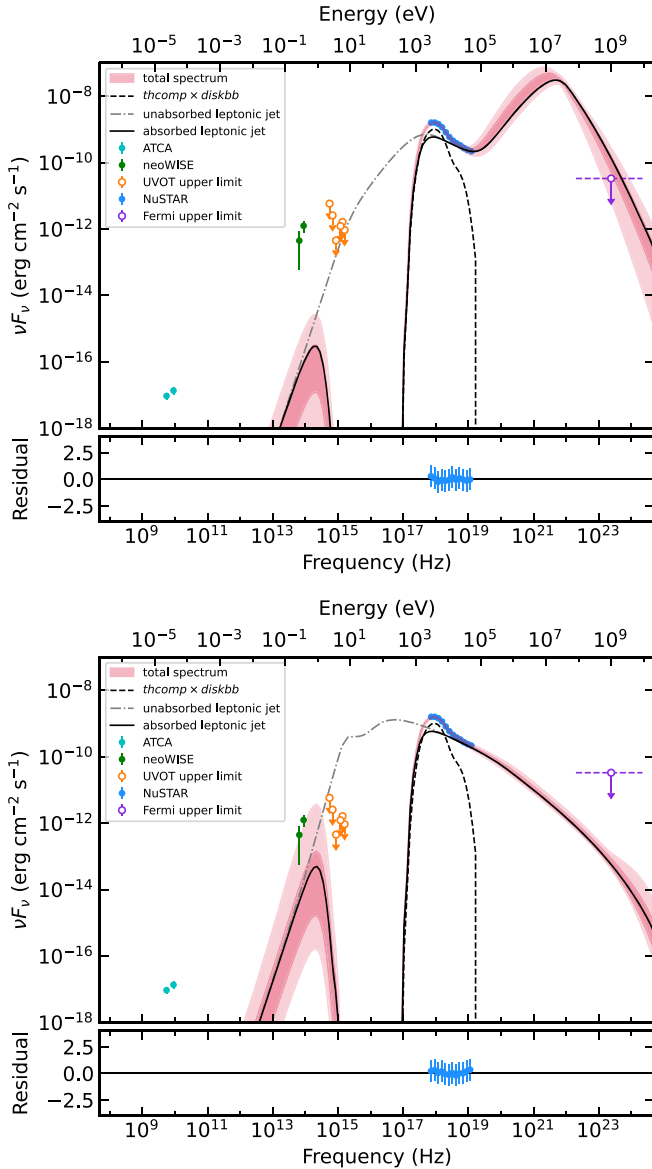 Energy (eV)
10⁻⁵ 10⁻³ 10⁻¹ 10¹ 10³ 10⁵ 10⁷ 10⁹
total spectrum
thcomp × diskbb
unabsorbed leptonic jet
absorbed leptonic jet
ATCA
neoWISE
UVOT upper limit
NuSTAR
Fermi upper limit
νFν (erg cm⁻² s⁻¹)
10⁻⁸
10⁻¹⁰
10⁻¹²
10⁻¹⁴
10⁻¹⁶
10⁻¹⁸
Residual
2.5
0.0
−2.5
10⁹ 10¹¹ 10¹³ 10¹⁵ 10¹⁷ 10¹⁹ 10²¹ 10²³
Frequency (Hz)
Energy (eV)
10⁻⁵ 10⁻³ 10⁻¹ 10¹ 10³ 10⁵ 10⁷ 10⁹
total spectrum
thcomp × diskbb
unabsorbed leptonic jet
absorbed leptonic jet
ATCA
neoWISE
UVOT upper limit
NuSTAR
Fermi upper limit
νFν (erg cm⁻² s⁻¹)
10⁻⁸
10⁻¹⁰
10⁻¹²
10⁻¹⁴
10⁻¹⁶
10⁻¹⁸
Residual
2.5
0.0
−2.5
10⁹ 10¹¹ 10¹³ 10¹⁵ 10¹⁷ 10¹⁹ 10²¹ 10²³
Frequency (Hz)